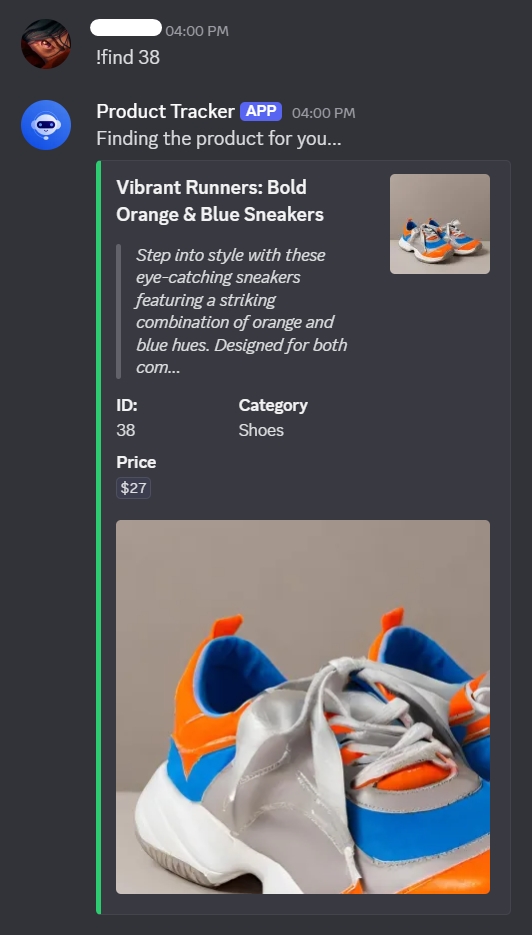 04:00 PM
!find 38
Product Tracker APP 04:00 PM
Finding the product for you...
Vibrant Runners: Bold
Orange & Blue Sneakers
Step into style with these
eye-catching sneakers
featuring a striking
combination of orange and
blue hues. Designed for both
com...
ID: Category
38 Shoes
Price
$27